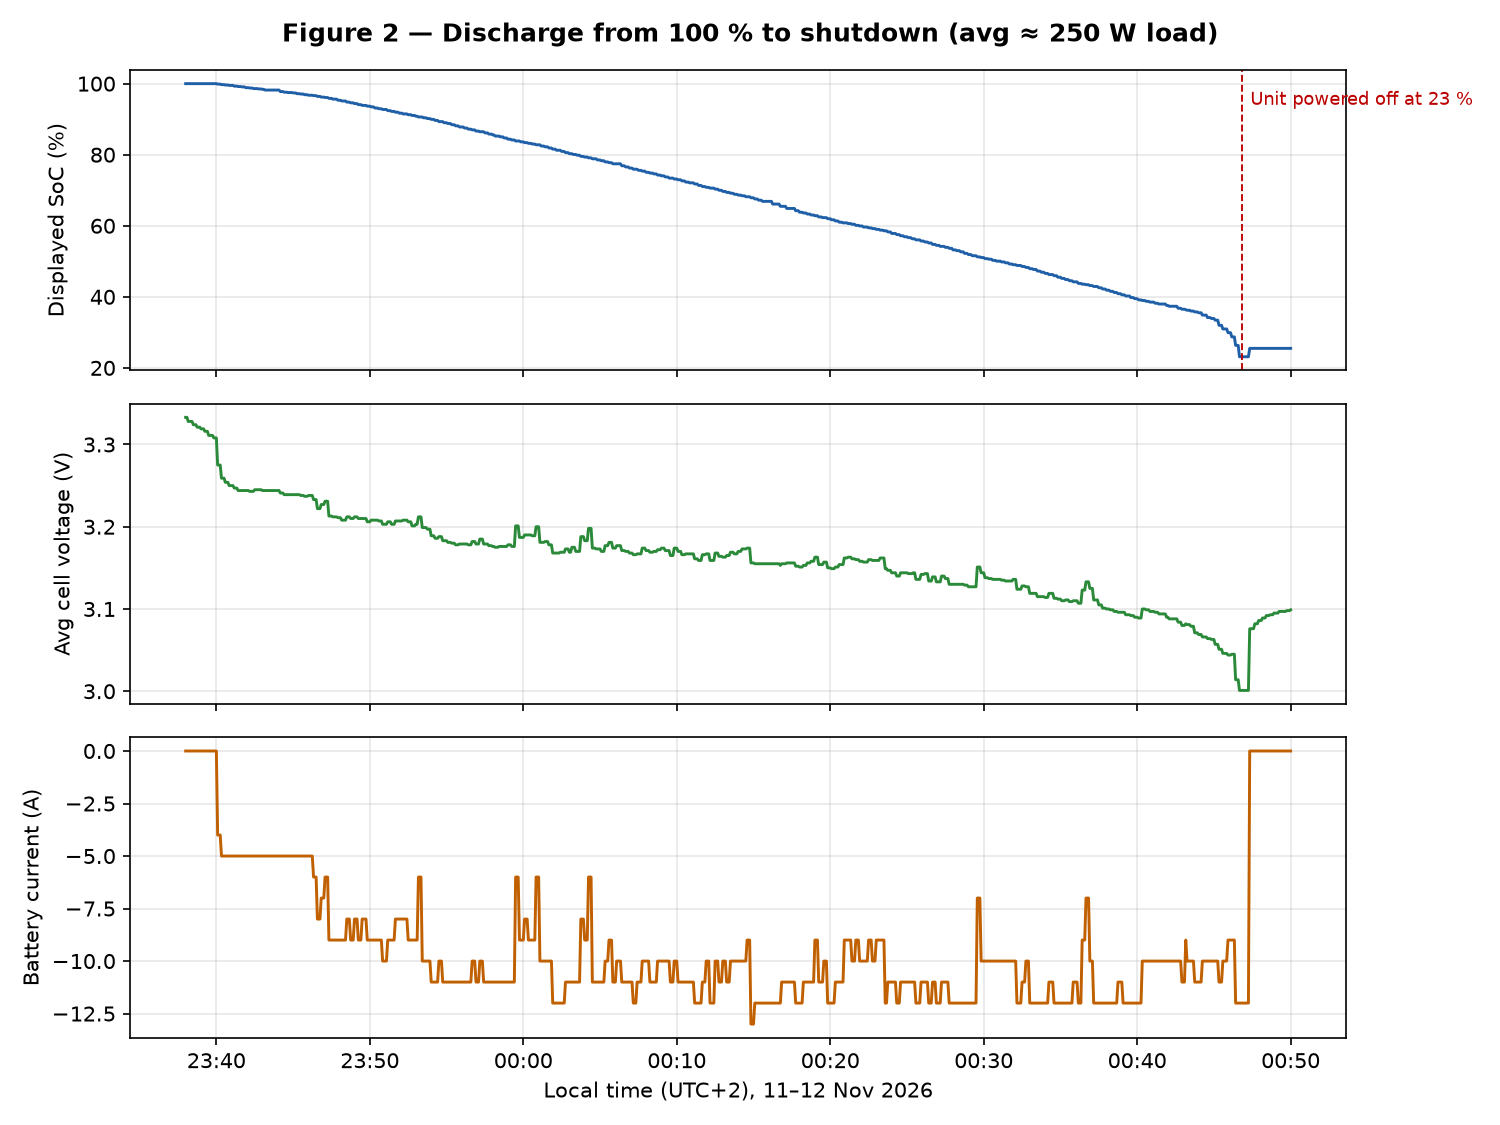 Figure 2 — Discharge from 100 % to shutdown (avg ≈ 250 W load)
Displayed SoC (%)
100
80
60
40
20
Unit powered off at 23 %
Avg cell voltage (V)
3.3
3.2
3.1
3.0
Battery current (A)
0.0
−2.5
−5.0
−7.5
−10.0
−12.5
23:40 23:50 00:00 00:10 00:20 00:30 00:40 00:50
Local time (UTC+2), 11–12 Nov 2026